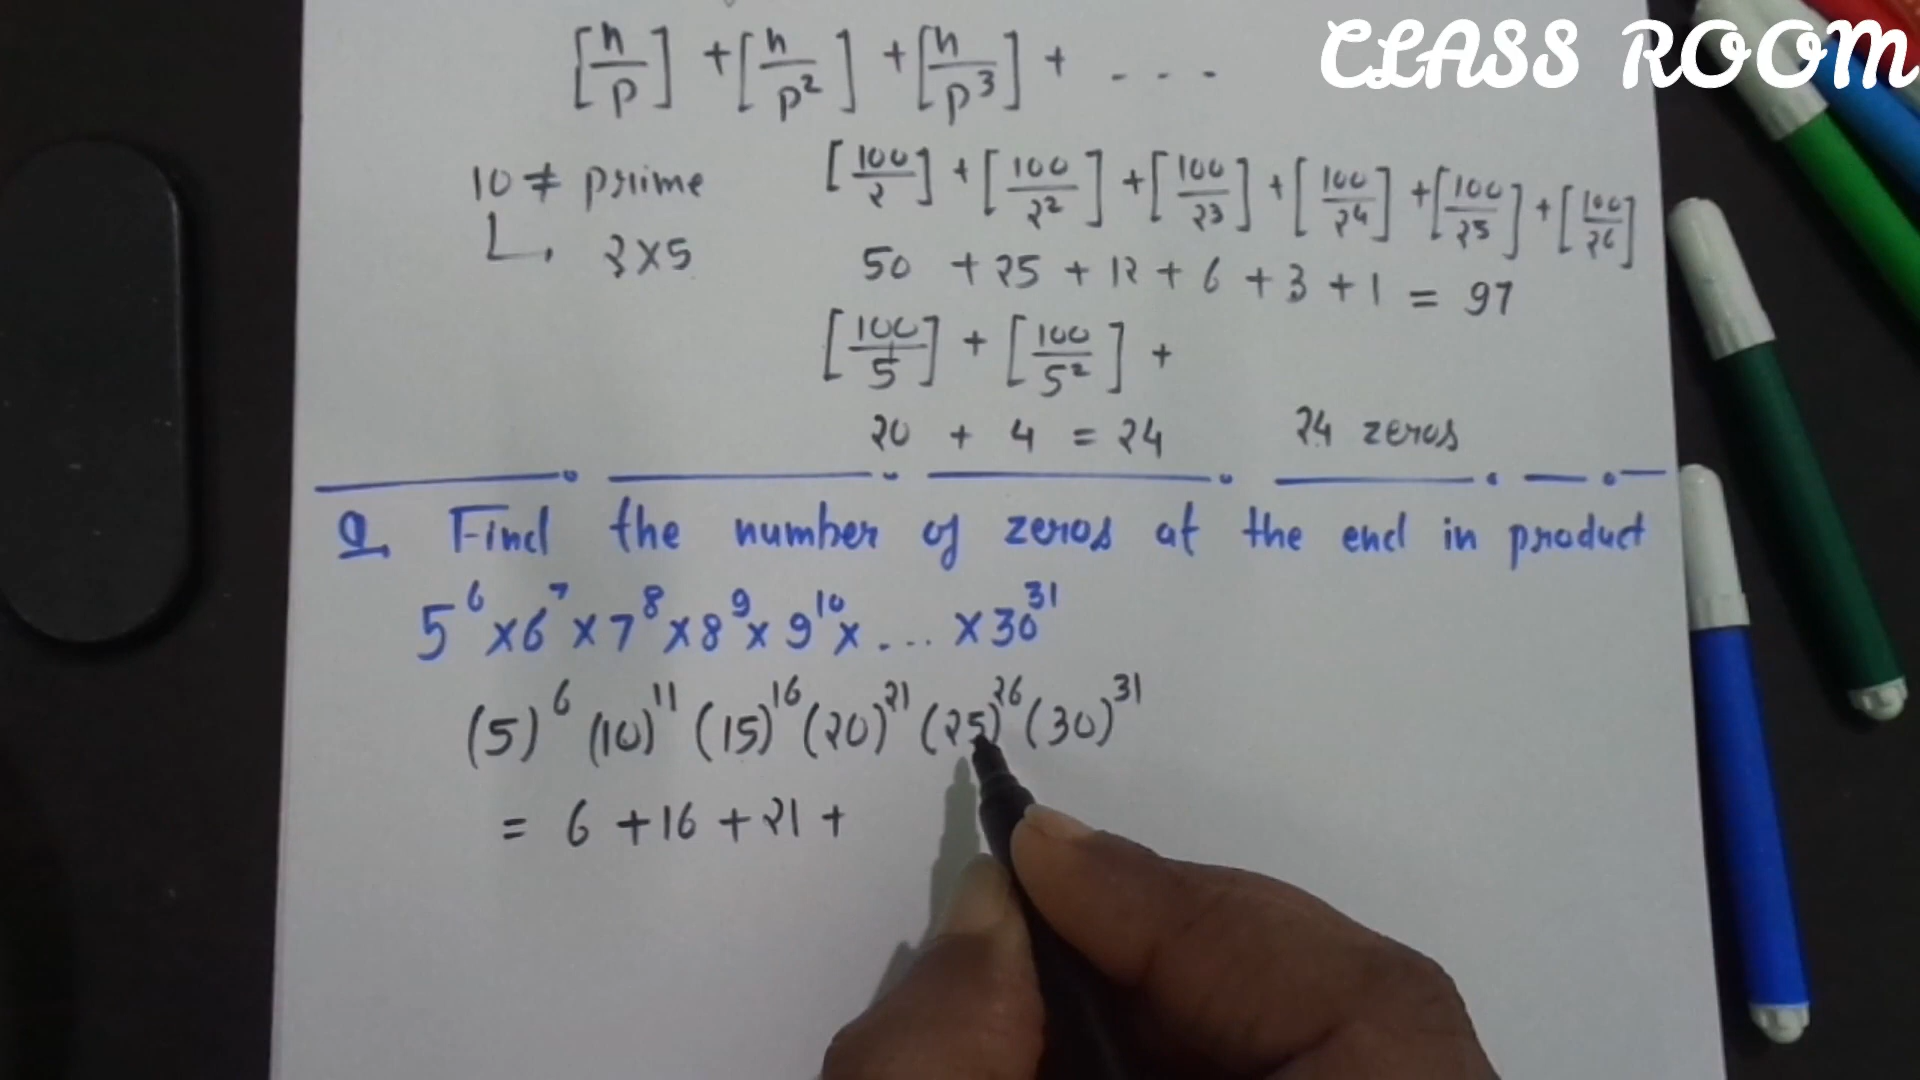 CLASS ROOM
[n/p] + [n/p²] + [n/p³] + - - -
10 ≠ prime
2×5
[100/2] + [100/2²] + [100/2³] + [100/2⁴] + [100/2⁵] + [100/2⁶]
50 + 25 + 12 + 6 + 3 + 1 = 97
[100/5] + [100/5²] +
20 + 4 = 24
24 zeros
Q. Find the number of zeros at the end in product
5⁶ × 6⁷ × 7⁸ × 8⁹ × 9¹⁰ × ... × 30³¹
(5)⁶ (10)¹¹ (15)¹⁶ (20)²¹ (25)²⁶ (30)³¹
= 6 + 16 + 21 +